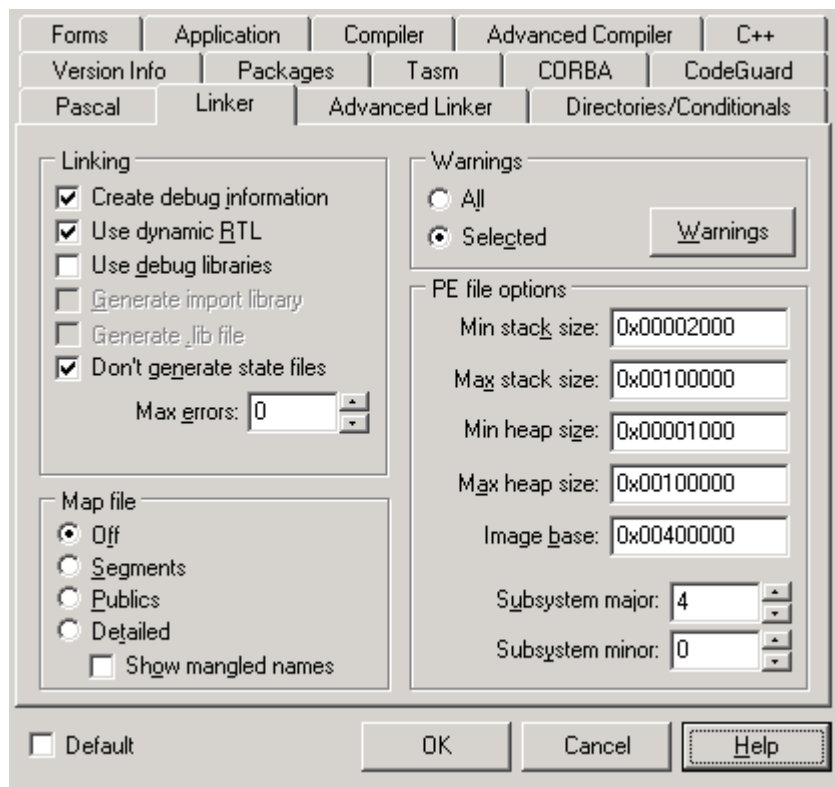 Forms Application Compiler Advanced Compiler C++
Version Info Packages Tasm CORBA CodeGuard
Pascal Linker Advanced Linker Directories/Conditionals
Linking
Create debug information
Use dynamic RTL
Use debug libraries
Generate import library
Generate .lib file
Don't generate state files
Max errors: 0
Map file
Off
Segments
Publics
Detailed
Show mangled names
Warnings
All
Selected Warnings
PE file options
Min stack size: 0x00002000
Max stack size: 0x00100000
Min heap size: 0x00001000
Max heap size: 0x00100000
Image base: 0x00400000
Subsystem major: 4
Subsystem minor: 0
Default OK Cancel Help